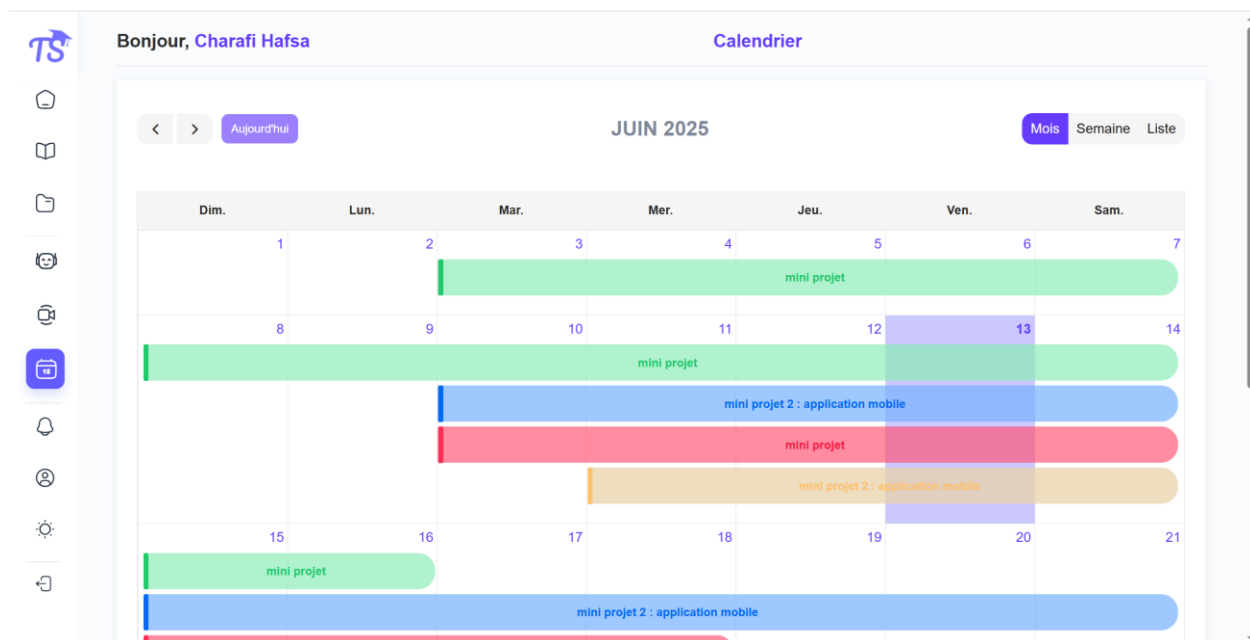 TS
Bonjour, Charafi Hafsa
Calendrier
Aujourd'hui
JUIN 2025
Mois Semaine Liste
Dim. Lun. Mar. Mer. Jeu. Ven. Sam.
1 2 3 4 5 6 7
mini projet
8 9 10 11 12 13 14
mini projet
mini projet 2 : application mobile
mini projet
mini projet 2 : application mobile
15 16 17 18 19 20 21
mini projet
mini projet 2 : application mobile